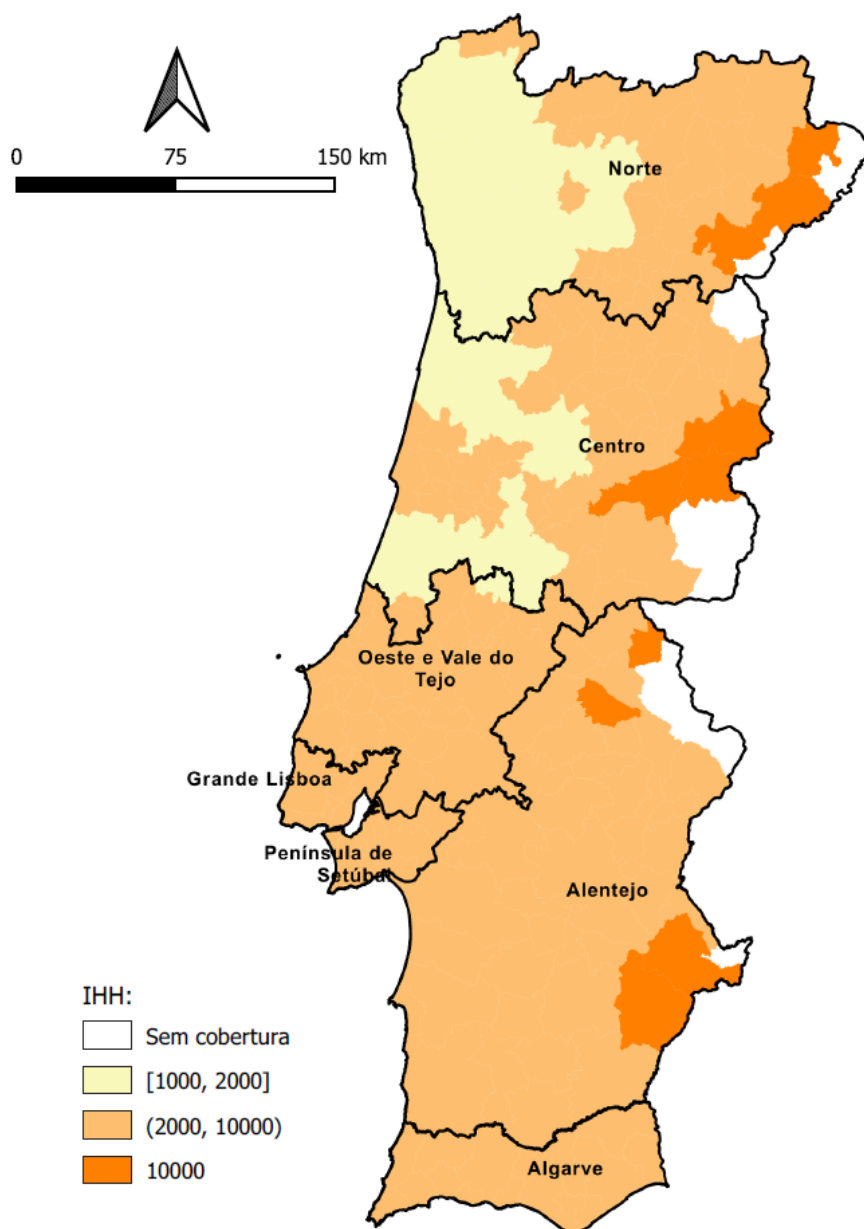 0 75 150 km
Norte
Centro
Oeste e Vale do
Tejo
Grande Lisboa
Península de
Setúbal
Alentejo
IHH:
Sem cobertura
[1000, 2000]
(2000, 10000)
10000
Algarve